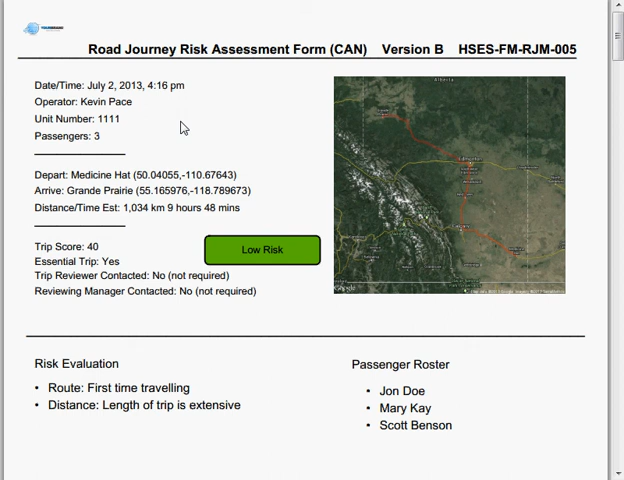 Road Journey Risk Assessment Form (CAN) Version B HSES-FM-RJM-005
Date/Time: July 2, 2013, 4:16 pm
Operator: Kevin Pace
Unit Number: 1111
Passengers: 3
Depart: Medicine Hat (50.04055,-110.67643)
Arrive: Grande Prairie (55.165976,-118.789673)
Distance/Time Est: 1,034 km 9 hours 48 mins
Trip Score: 40
Essential Trip: Yes
Trip Reviewer Contacted: No (not required)
Reviewing Manager Contacted: No (not required)
Low Risk
Alberta
Edmonton
Calgary
Google
Risk Evaluation
• Route: First time travelling
• Distance: Length of trip is extensive
Passenger Roster
• Jon Doe
• Mary Kay
• Scott Benson